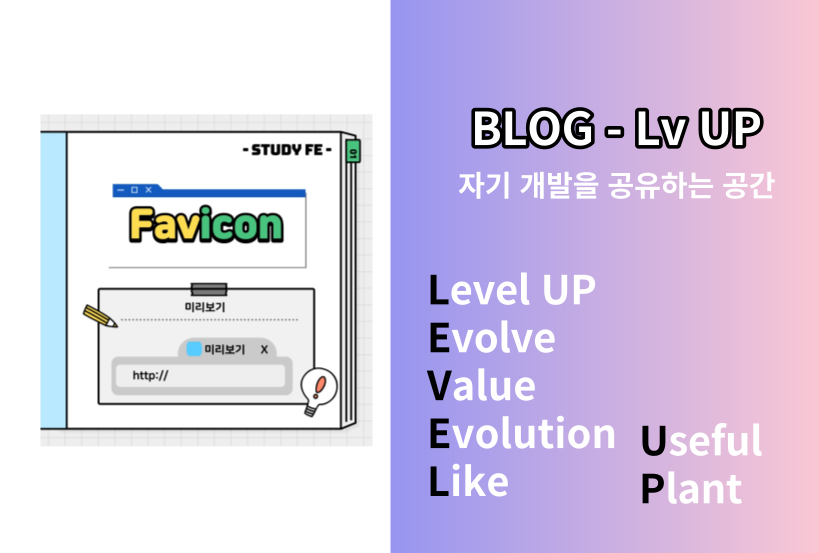 - STUDY FE -
01
Favicon
미리보기
미리보기 X
http://
BLOG - Lv UP
자기 개발을 공유하는 공간
Level UP
Evolve
Value
Evolution
Like
Useful
Plant